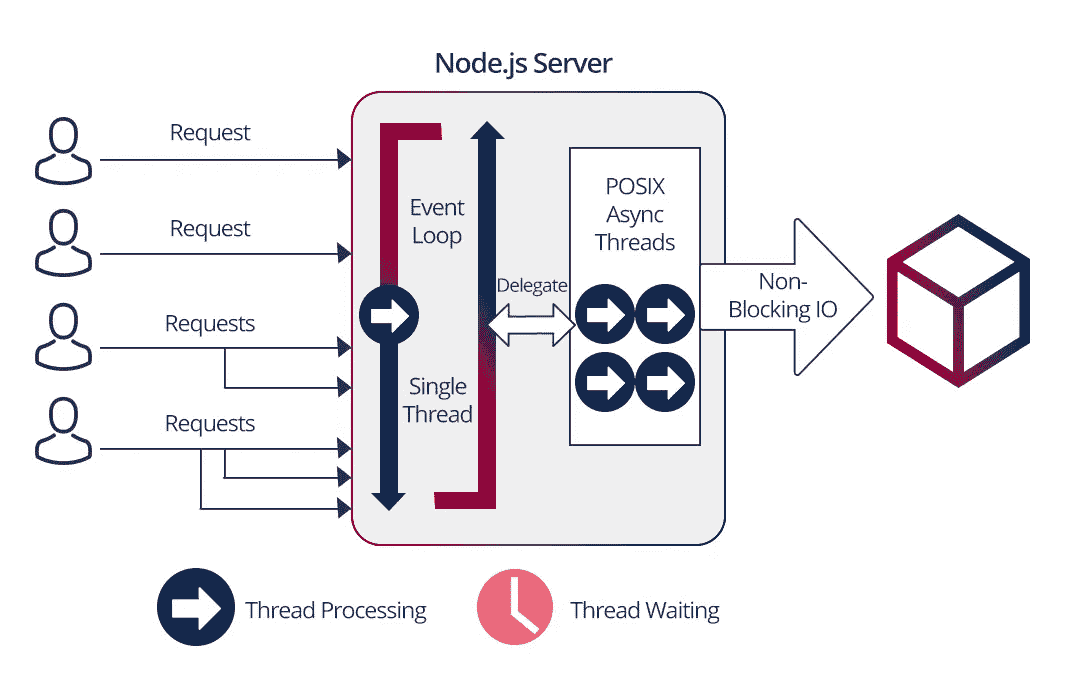 Node.js Server
Request
Request
Requests
Requests
Event
Loop
Single
Thread
Delegate
POSIX
Async
Threads
Non-
Blocking IO
Thread Processing
Thread Waiting